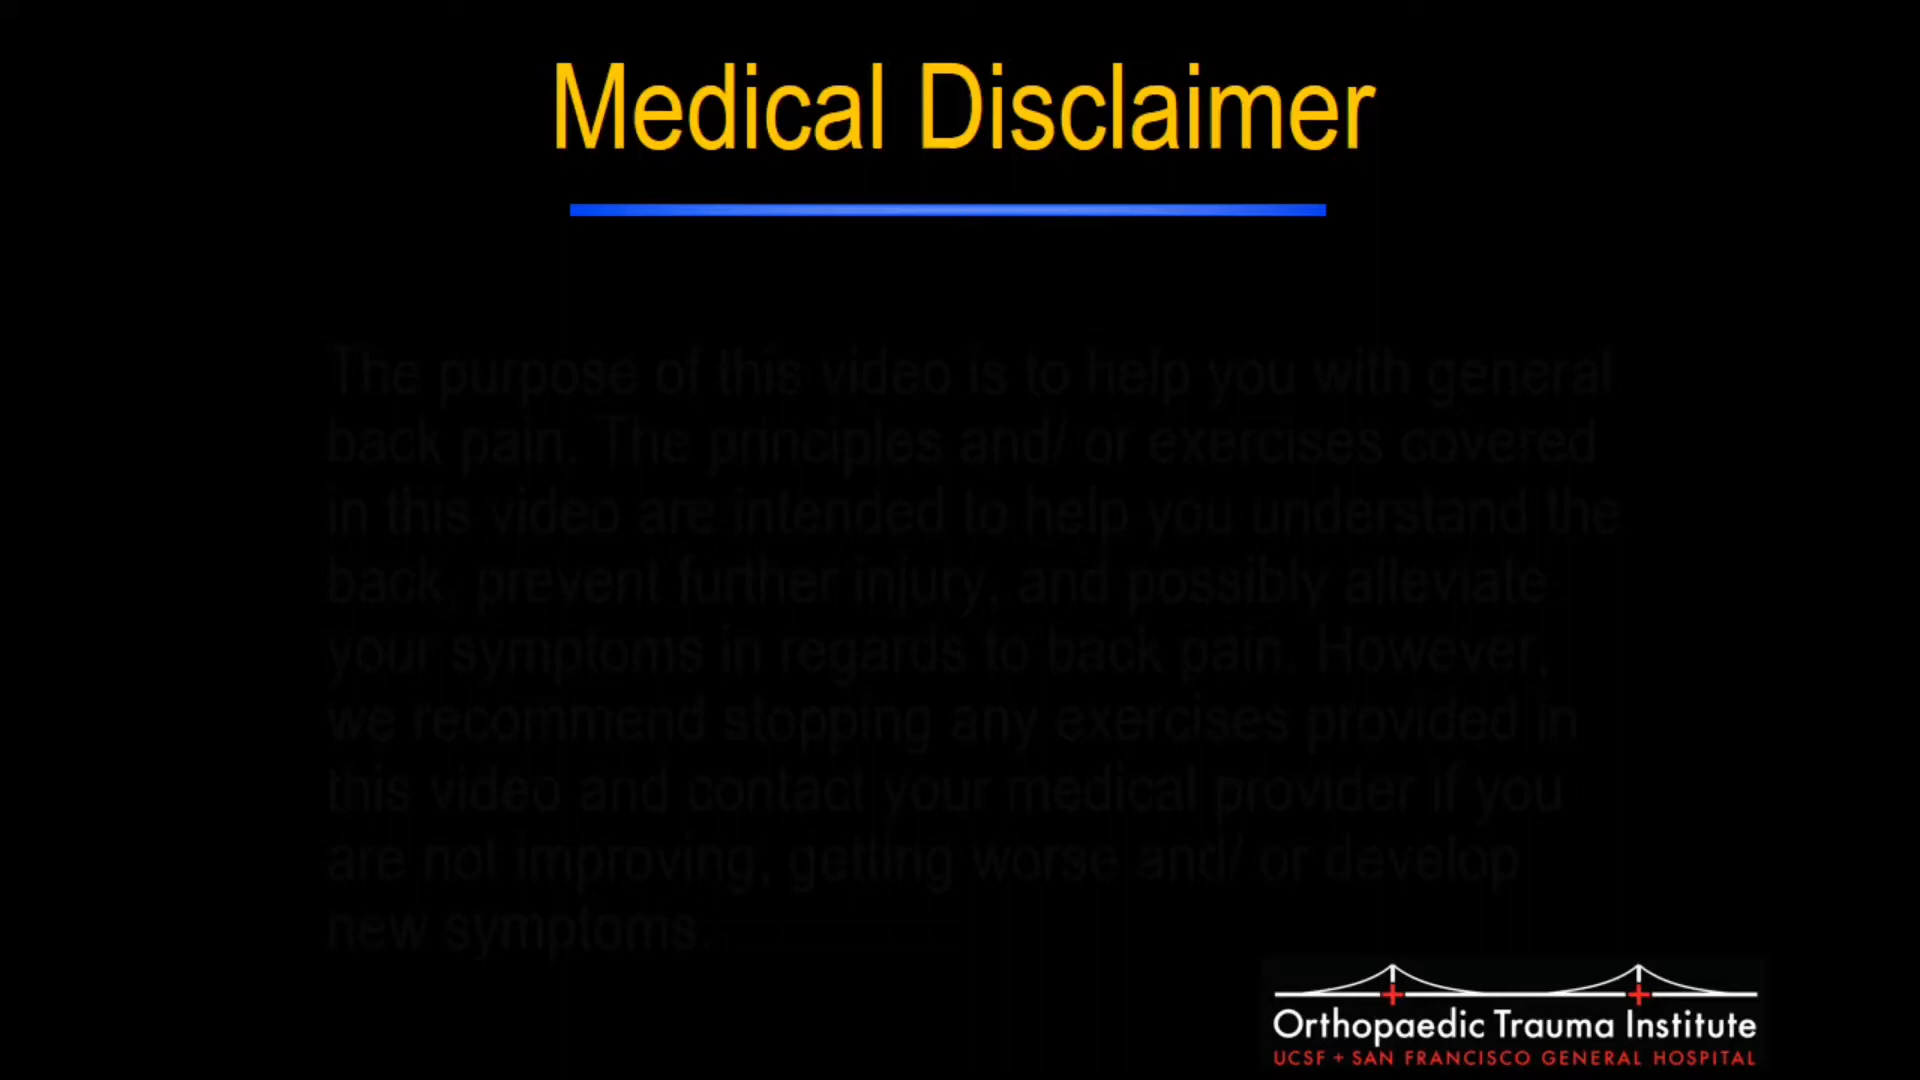 Medical Disclaimer
The purpose of this video is to help you with general
back pain. The principles and/ or exercises covered
in this video are intended to help you understand the
back, prevent further injury, and possibly alleviate
your symptoms in regards to back pain. However,
we recommend stopping any exercises provided in
this video and contact your medical provider if you
are not improving, getting worse and/ or develop
new symptoms.
Orthopaedic Trauma Institute
UCSF + SAN FRANCISCO GENERAL HOSPITAL